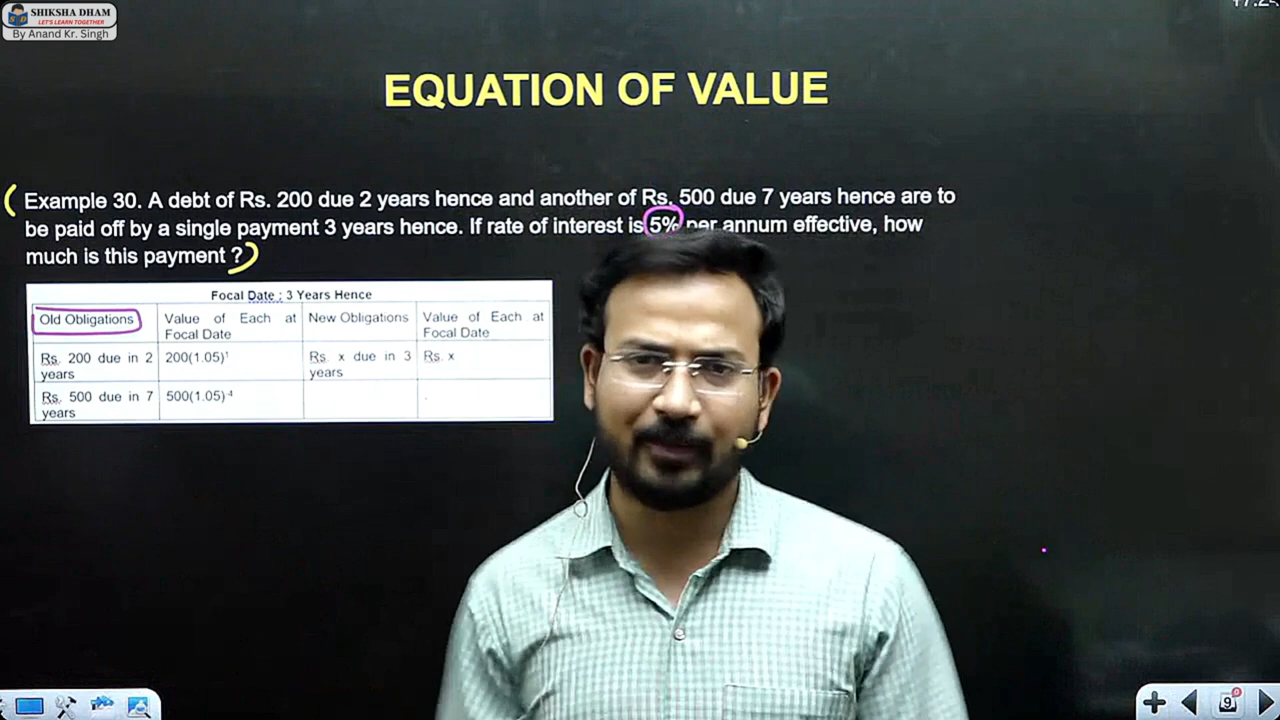 SHIKSHA DHAM
LET'S LEARN TOGETHER
By Anand Kr. Singh
EQUATION OF VALUE
Example 30. A debt of Rs. 200 due 2 years hence and another of Rs. 500 due 7 years hence are to
be paid off by a single payment 3 years hence. If rate of interest is 5% per annum effective, how
much is this payment ?
Focal Date : 3 Years Hence
Old Obligations
Value of Each at
Focal Date
New Obligations
Value of Each at
Focal Date
Rs. 200 due in 2
years
200(1.05)¹
Rs. x due in 3
years
Rs. x
Rs. 500 due in 7
years
500(1.05)⁻⁴
9